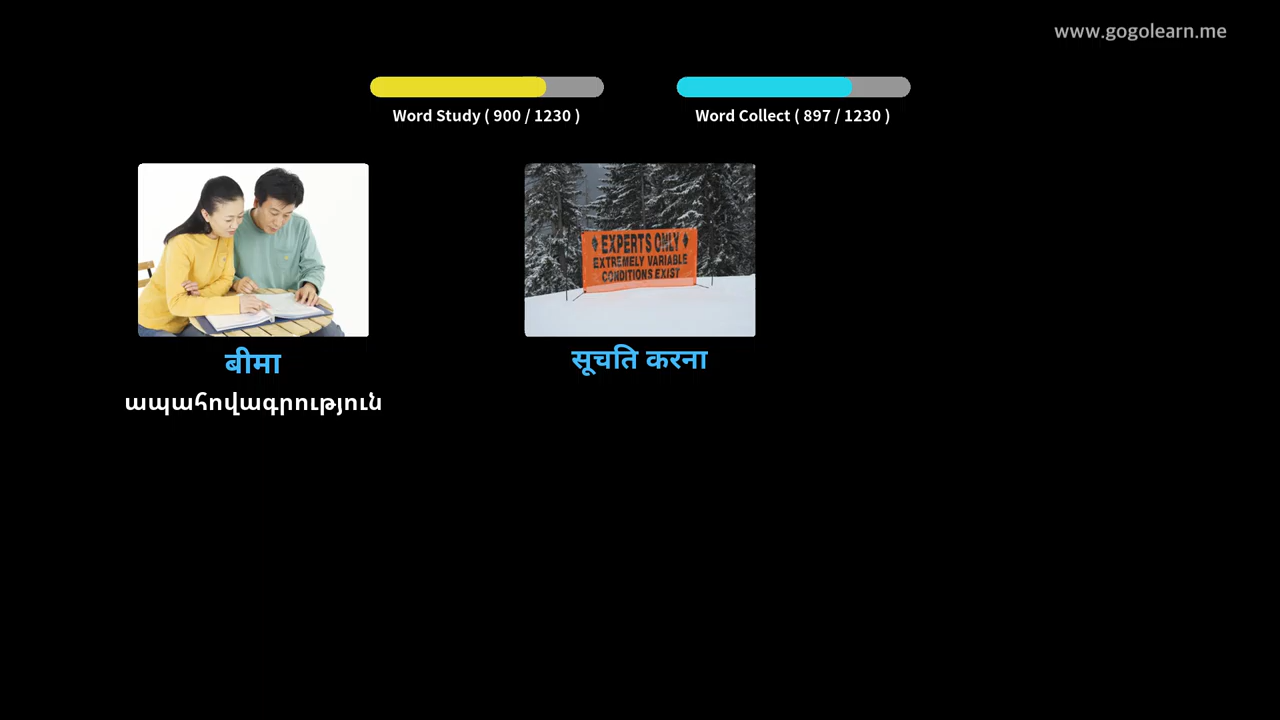 www.gogolearn.me
Word Study ( 900 / 1230 )
Word Collect ( 897 / 1230 )
EXPERTS ONLY
EXTREMELY VARIABLE
CONDITIONS EXIST
बीमा
सूचति करना
ապահովագրություն